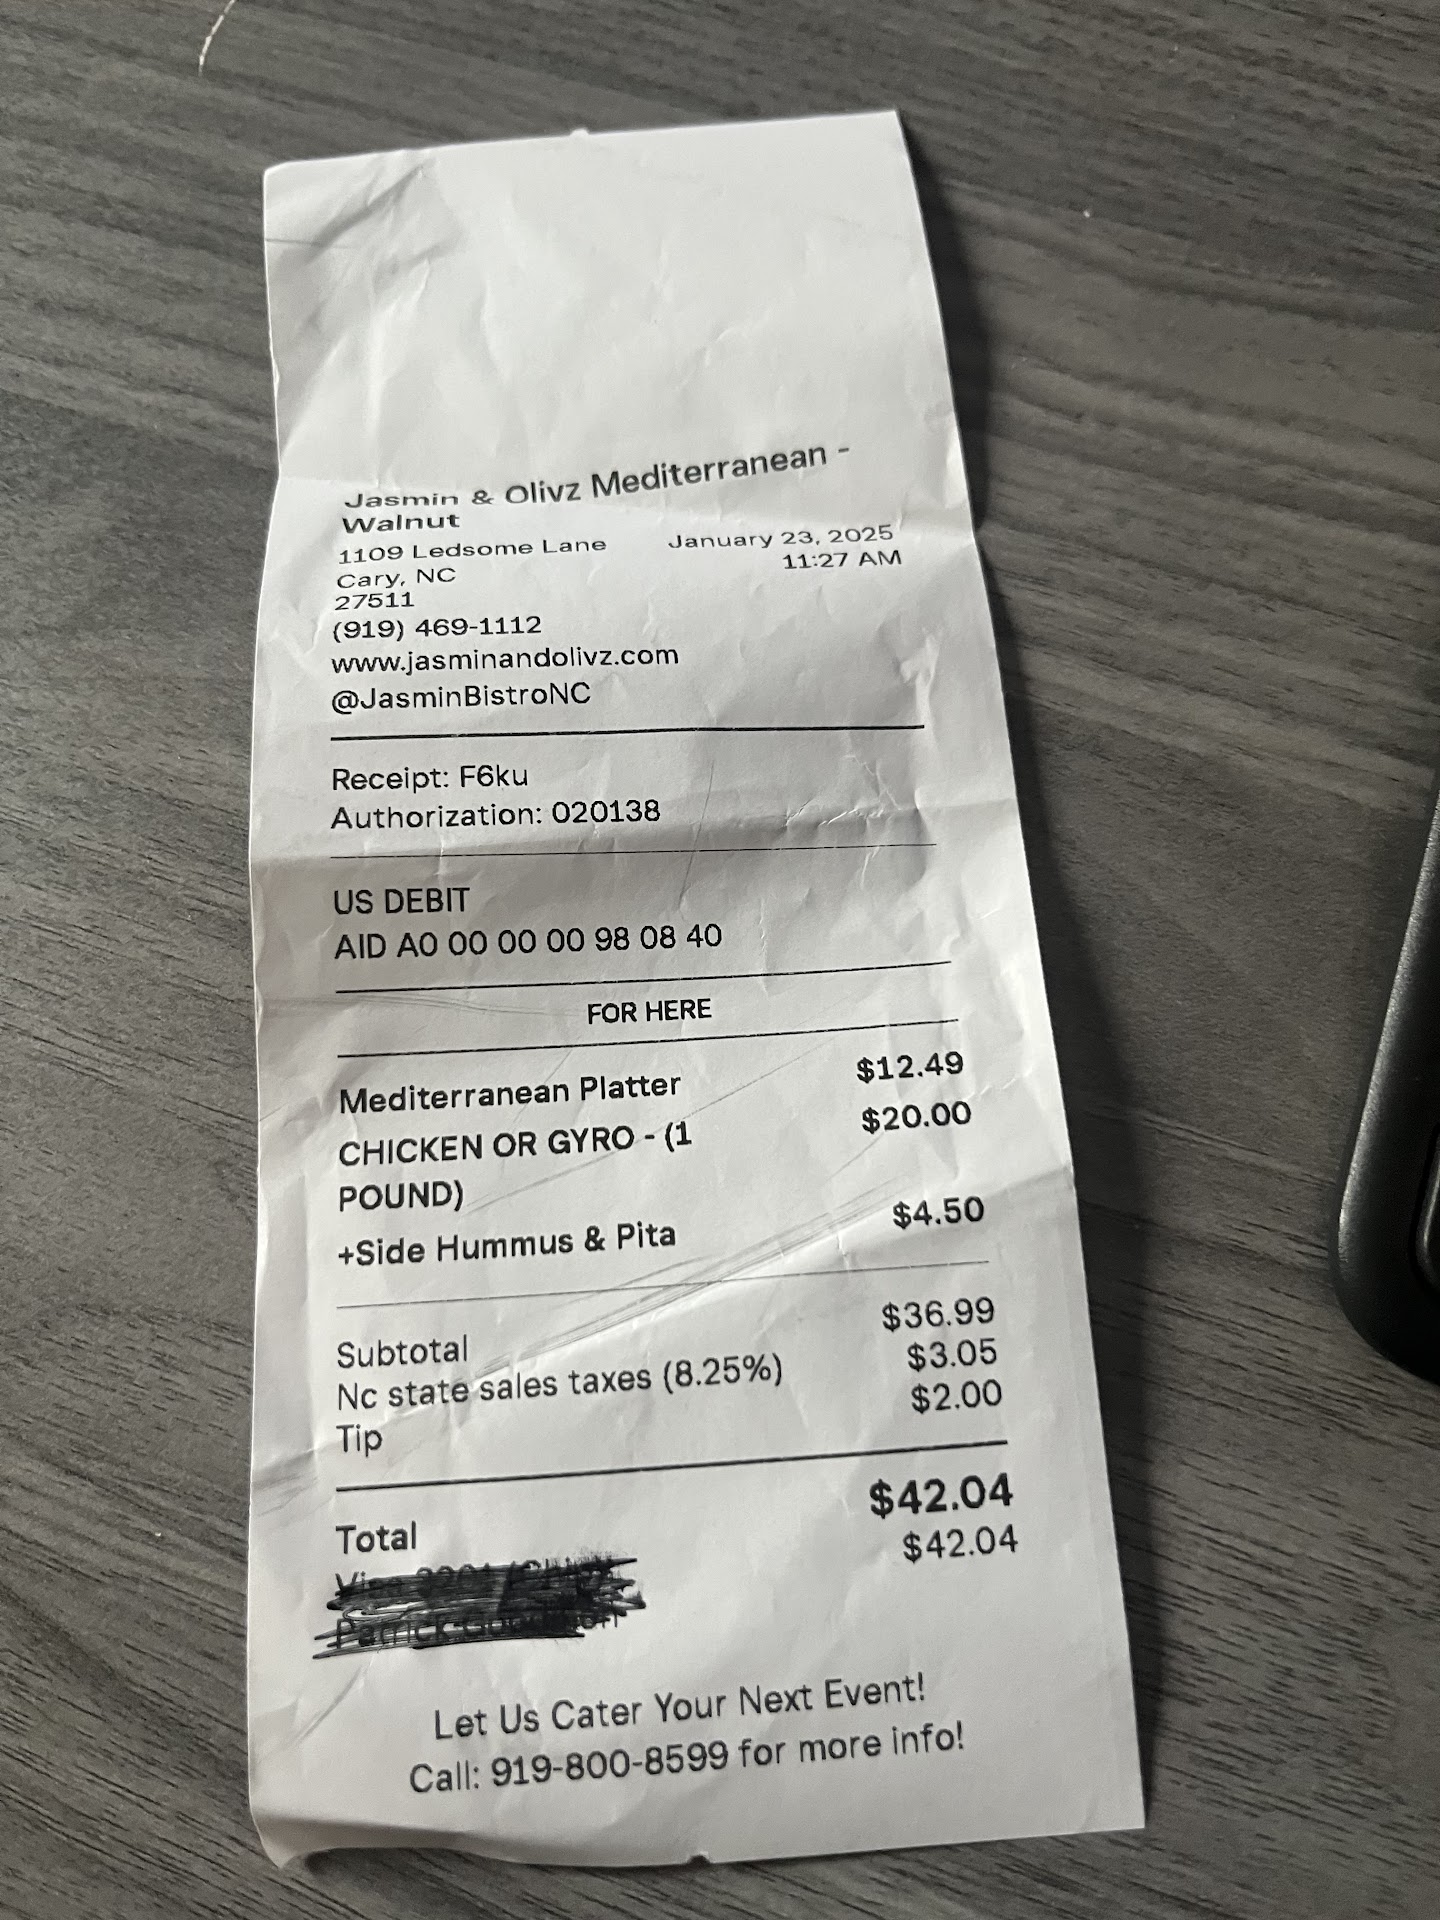 Jasmin & Olivz Mediterranean -
Walnut
1109 Ledsome Lane January 23, 2025
Cary, NC 11:27 AM
27511
(919) 469-1112
www.jasminandolivz.com
@JasminBistroNC
Receipt: F6ku
Authorization: 020138
US DEBIT
AID A0 00 00 00 98 08 40
FOR HERE
Mediterranean Platter $12.49
CHICKEN OR GYRO - (1 $20.00
POUND)
+Side Hummus & Pita $4.50
Subtotal $36.99
Nc state sales taxes (8.25%) $3.05
Tip $2.00
Total $42.04
$42.04
Let Us Cater Your Next Event!
Call: 919-800-8599 for more info!